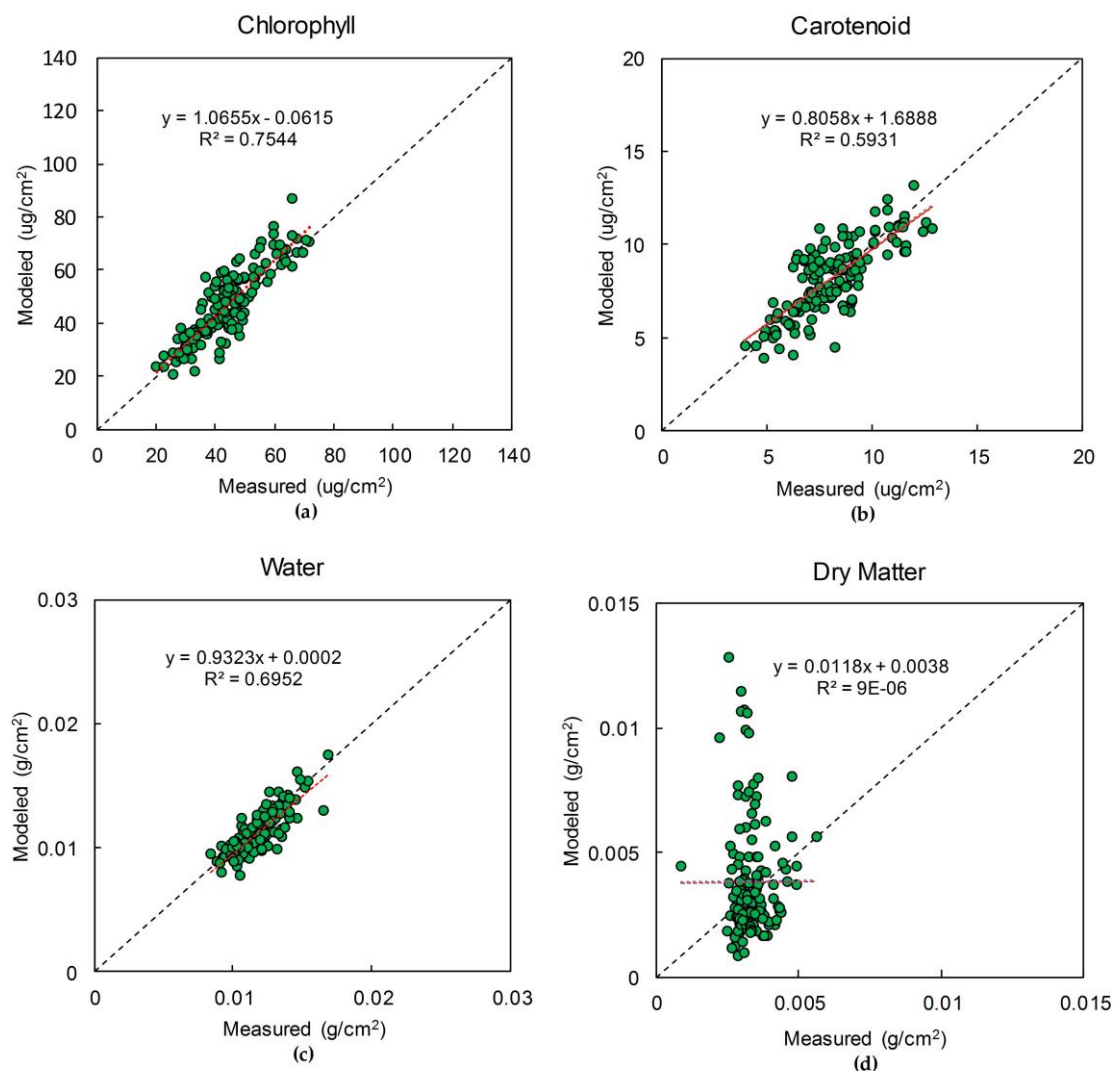 Chlorophyll
140
120
100
80
60
40
20
0
Modeled (ug/cm²)
y = 1.0655x - 0.0615
R² = 0.7544
0 20 40 60 80 100 120 140
Measured (ug/cm²)
(a)
Carotenoid
20
15
10
5
0
Modeled (ug/cm²)
y = 0.8058x + 1.6888
R² = 0.5931
0 5 10 15 20
Measured (ug/cm²)
(b)
Water
0.03
0.02
0.01
0
Modeled (g/cm²)
y = 0.9323x + 0.0002
R² = 0.6952
0 0.01 0.02 0.03
Measured (g/cm²)
(c)
Dry Matter
0.015
0.01
0.005
0
Modeled (g/cm²)
y = 0.0118x + 0.0038
R² = 9E-06
0 0.005 0.01 0.015
Measured (g/cm²)
(d)